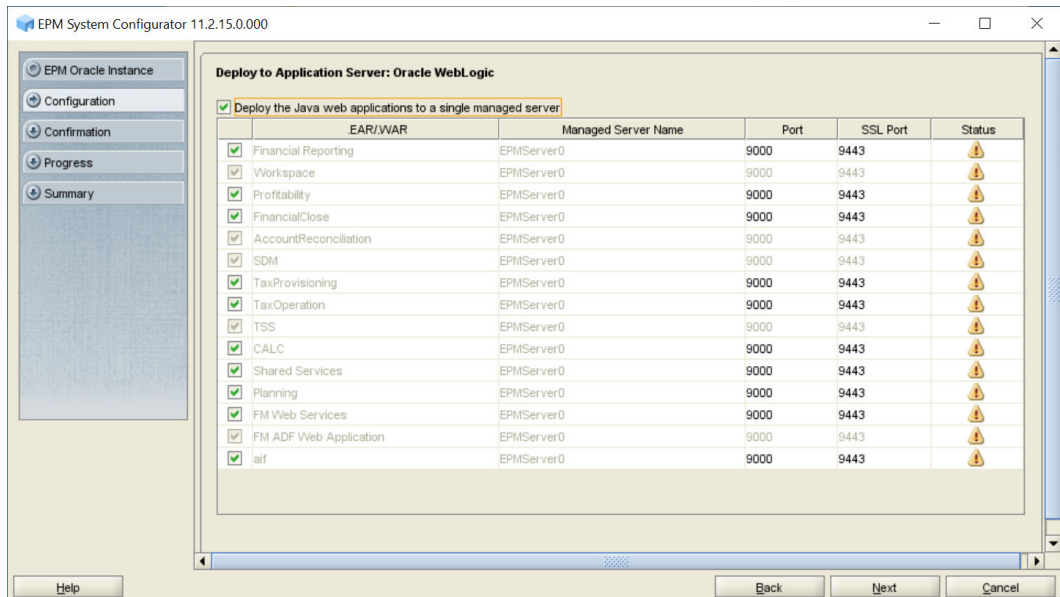 EPM System Configurator 11.2.15.0.000
EPM Oracle Instance
Configuration
Confirmation
Progress
Summary
Deploy to Application Server: Oracle WebLogic
Deploy the Java web applications to a single managed server
.EAR/.WAR Managed Server Name Port SSL Port Status
Financial Reporting EPMServer0 9000 9443
Workspace EPMServer0 9000 9443
Profitability EPMServer0 9000 9443
FinancialClose EPMServer0 9000 9443
AccountReconciliation EPMServer0 9000 9443
SDM EPMServer0 9000 9443
TaxProvisioning EPMServer0 9000 9443
TaxOperation EPMServer0 9000 9443
TSS EPMServer0 9000 9443
CALC EPMServer0 9000 9443
Shared Services EPMServer0 9000 9443
Planning EPMServer0 9000 9443
FM Web Services EPMServer0 9000 9443
FM ADF Web Application EPMServer0 9000 9443
aif EPMServer0 9000 9443
Help Back Next Cancel